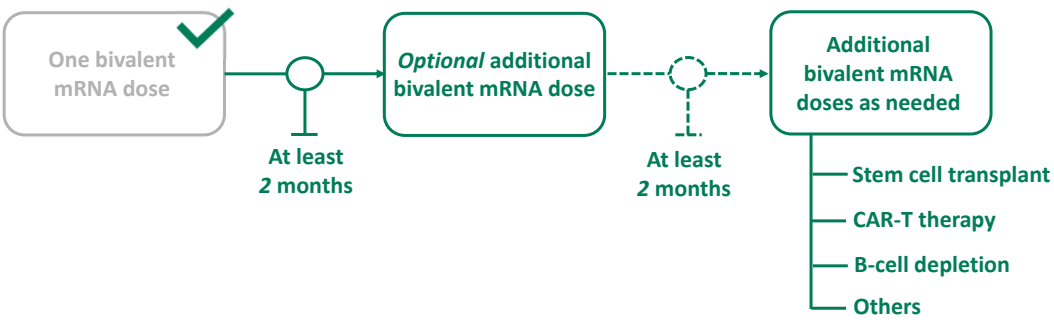 One bivalent
mRNA dose
At least
2 months
Optional additional
bivalent mRNA dose
At least
2 months
Additional
bivalent mRNA
doses as needed
Stem cell transplant
CAR-T therapy
B-cell depletion
Others